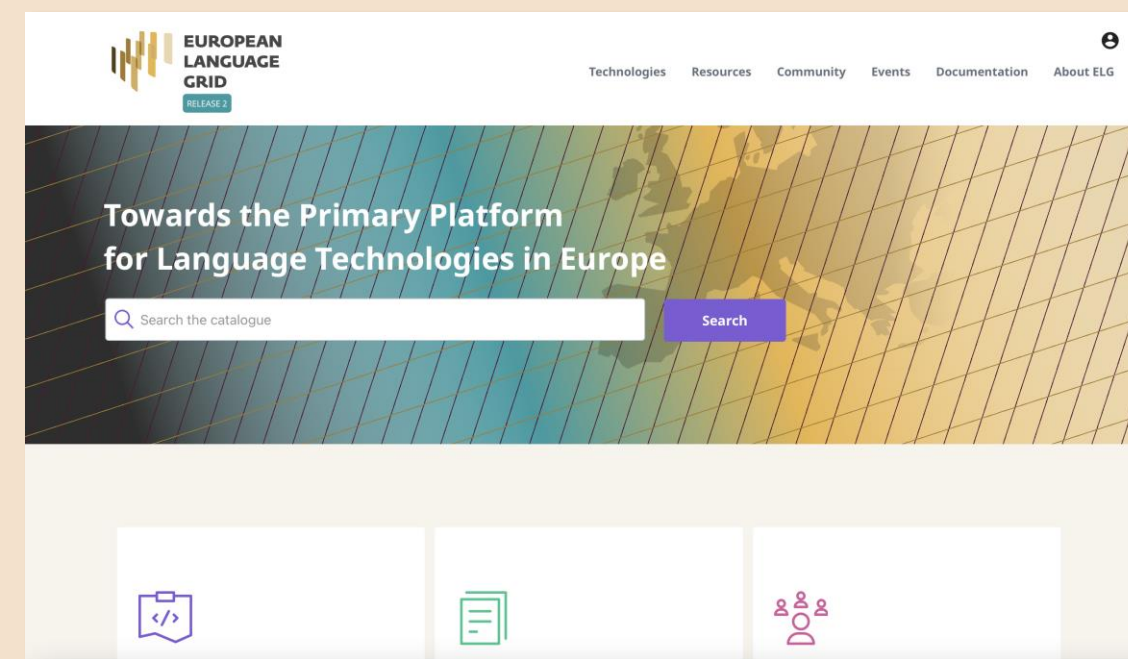 EUROPEAN
LANGUAGE
GRID
RELEASE 2
Technologies Resources Community Events Documentation About ELG
Towards the Primary Platform
for Language Technologies in Europe
Search the catalogue
Search
</>